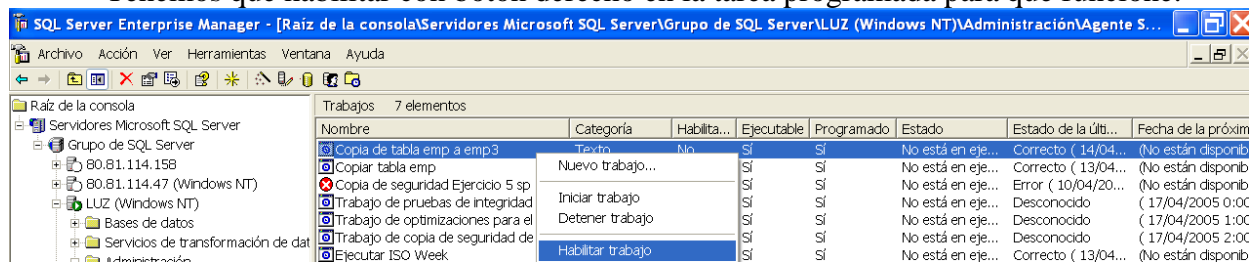 Tenemos que habilitar con botón derecho en la tarea programada para que funcione.
SQL Server Enterprise Manager - [Raíz de la consola\Servidores Microsoft SQL Server\Grupo de SQL Server\LUZ (Windows NT)\Administración\Agente S...
Archivo Acción Ver Herramientas Ventana Ayuda
Raíz de la consola
Servidores Microsoft SQL Server
Grupo de SQL Server
80.81.114.158
80.81.114.47 (Windows NT)
LUZ (Windows NT)
Bases de datos
Servicios de transformación de dat
Administración
Trabajos 7 elementos
Nombre Categoría Habilita... Ejecutable Programado Estado Estado de la últi... Fecha de la próxim
Copia de tabla emp a emp3 Texto No Sí Sí No está en eje... Correcto ( 14/04... (No están disponib
Copiar tabla emp Sí Sí No está en eje... Correcto ( 13/04... (No están disponib
Copia de seguridad Ejercicio 5 sp Sí Sí No está en eje... Error ( 10/04/20... (No están disponib
Trabajo de pruebas de integridad Sí Sí No está en eje... Desconocido ( 17/04/2005 0:00
Trabajo de optimizaciones para el Sí Sí No está en eje... Desconocido ( 17/04/2005 1:00
Trabajo de copia de seguridad de Sí Sí No está en eje... Desconocido ( 17/04/2005 2:00
Ejecutar ISO Week Sí Sí No está en eje... Correcto ( 13/04... (No están disponib
Nuevo trabajo...
Iniciar trabajo
Detener trabajo
Habilitar trabajo